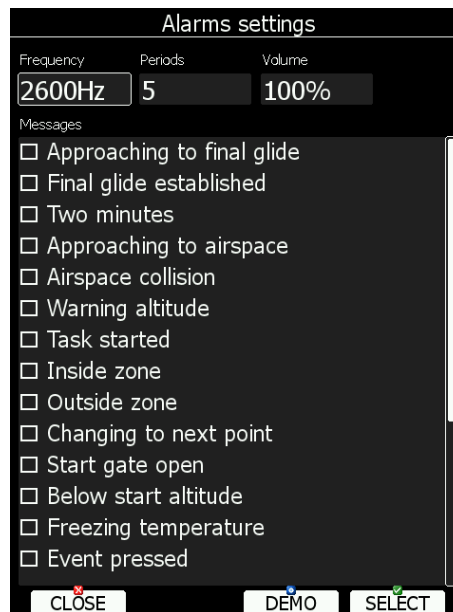 Alarms settings
Frequency Periods Volume
2600Hz 5 100%
Messages
Approaching to final glide
Final glide established
Two minutes
Approaching to airspace
Airspace collision
Warning altitude
Task started
Inside zone
Outside zone
Changing to next point
Start gate open
Below start altitude
Freezing temperature
Event pressed
CLOSE DEMO SELECT